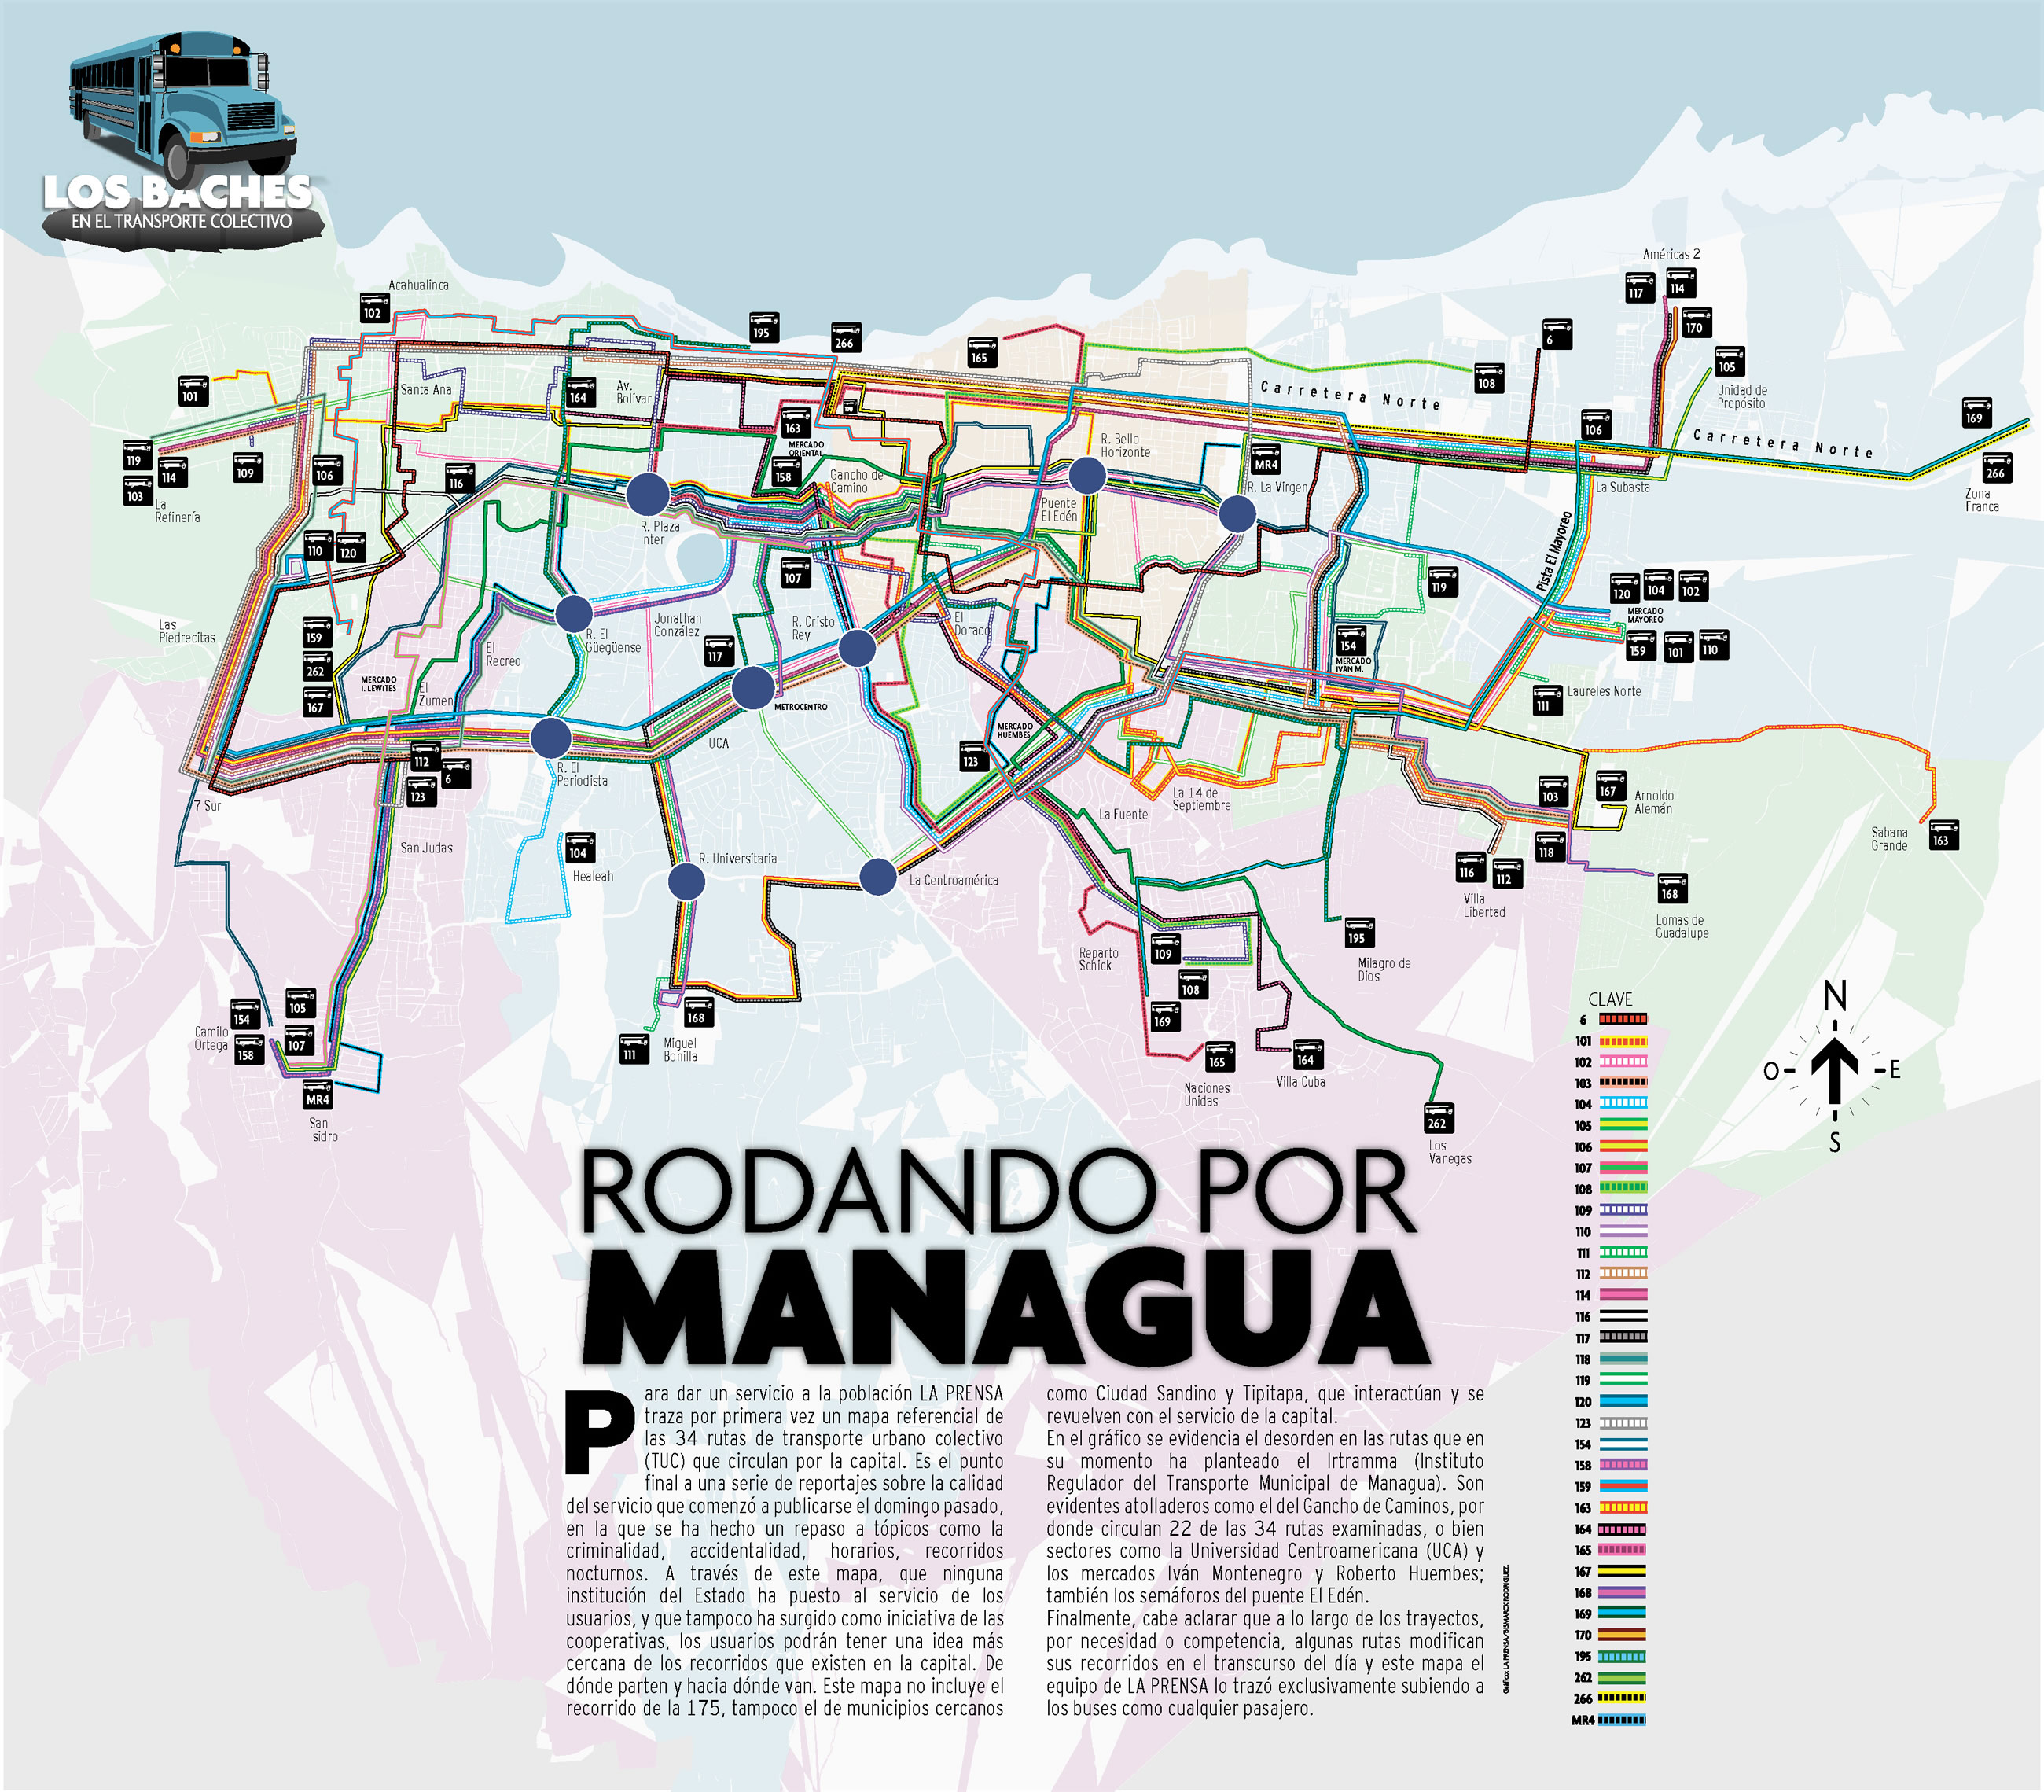 LOS BACHES
EN EL TRANSPORTE COLECTIVO
Américas 2
117
114
170
Acahualinca
102
195
266
165
6
105
Unidad de
Propósito
108
101
Santa Ana
164
Av.
Bolívar
Carretera Norte
106
169
Carretera Norte
163
MERCADO
ORIENTAL
119
114
103
La
Refinería
109
106
116
158
Gancho de
Camino
R. Bello
Horizonte
MR4
R. La Virgen
La Subasta
266
Zona
Franca
R. Plaza
Inter
Puente
El Edén
Pista El Mayoreo
110
120
107
119
120
104
102
MERCADO
MAYOREO
159
101
110
Las
Piedrecitas
159
262
167
R. El
Güegüense
Jonathan
González
117
R. Cristo
Rey
El
Dorado
154
MERCADO
IVÁN M.
El
Recreo
MERCADO
I. LEWITES
El
Zumen
METROCENTRO
111
Laureles Norte
UCA
MERCADO
HUEMBES
123
112
6
123
R. El
Periodista
7 Sur
La 14 de
Septiembre
La Fuente
103
167
Arnoldo
Alemán
Sabana
Grande
163
San Judas
104
Healeah
R. Universitaria
La Centroamérica
118
116
112
Villa
Libertad
168
Lomas de
Guadalupe
Reparto
Schick
109
108
169
195
Milagro de
Dios
154
105
Camilo
Ortega
158
107
MR4
San
Isidro
168
111
Miguel
Bonilla
165
Naciones
Unidas
164
Villa Cuba
262
Los
Vanegas
N
O
E
S
CLAVE
6
101
102
103
104
105
106
107
108
109
110
111
112
114
116
117
118
119
120
123
154
158
159
163
164
165
167
168
169
170
195
262
266
MR4
RODANDO POR
MANAGUA
Para dar un servicio a la población LA PRENSA
traza por primera vez un mapa referencial de
las 34 rutas de transporte urbano colectivo
(TUC) que circulan por la capital. Es el punto
final a una serie de reportajes sobre la calidad
del servicio que comenzó a publicarse el domingo pasado,
en la que se ha hecho un repaso a tópicos como la
criminalidad, accidentalidad, horarios, recorridos
nocturnos. A través de este mapa, que ninguna
institución del Estado ha puesto al servicio de los
usuarios, y que tampoco ha surgido como iniciativa de las
cooperativas, los usuarios podrán tener una idea más
cercana de los recorridos que existen en la capital. De
dónde parten y hacia dónde van. Este mapa no incluye el
recorrido de la 175, tampoco el de municipios cercanos
como Ciudad Sandino y Tipitapa, que interactúan y se
revuelven con el servicio de la capital.
En el gráfico se evidencia el desorden en las rutas que en
su momento ha planteado el Irtramma (Instituto
Regulador del Transporte Municipal de Managua). Son
evidentes atolladeros como el del Gancho de Caminos, por
donde circulan 22 de las 34 rutas examinadas, o bien
sectores como la Universidad Centroamericana (UCA) y
los mercados Iván Montenegro y Roberto Huembes;
también los semáforos del puente El Edén.
Finalmente, cabe aclarar que a lo largo de los trayectos,
por necesidad o competencia, algunas rutas modifican
sus recorridos en el transcurso del día y este mapa el
equipo de LA PRENSA lo trazó exclusivamente subiendo a
los buses como cualquier pasajero.
Gráfico: LA PRENSA/BISMARCK RODRÍGUEZ.